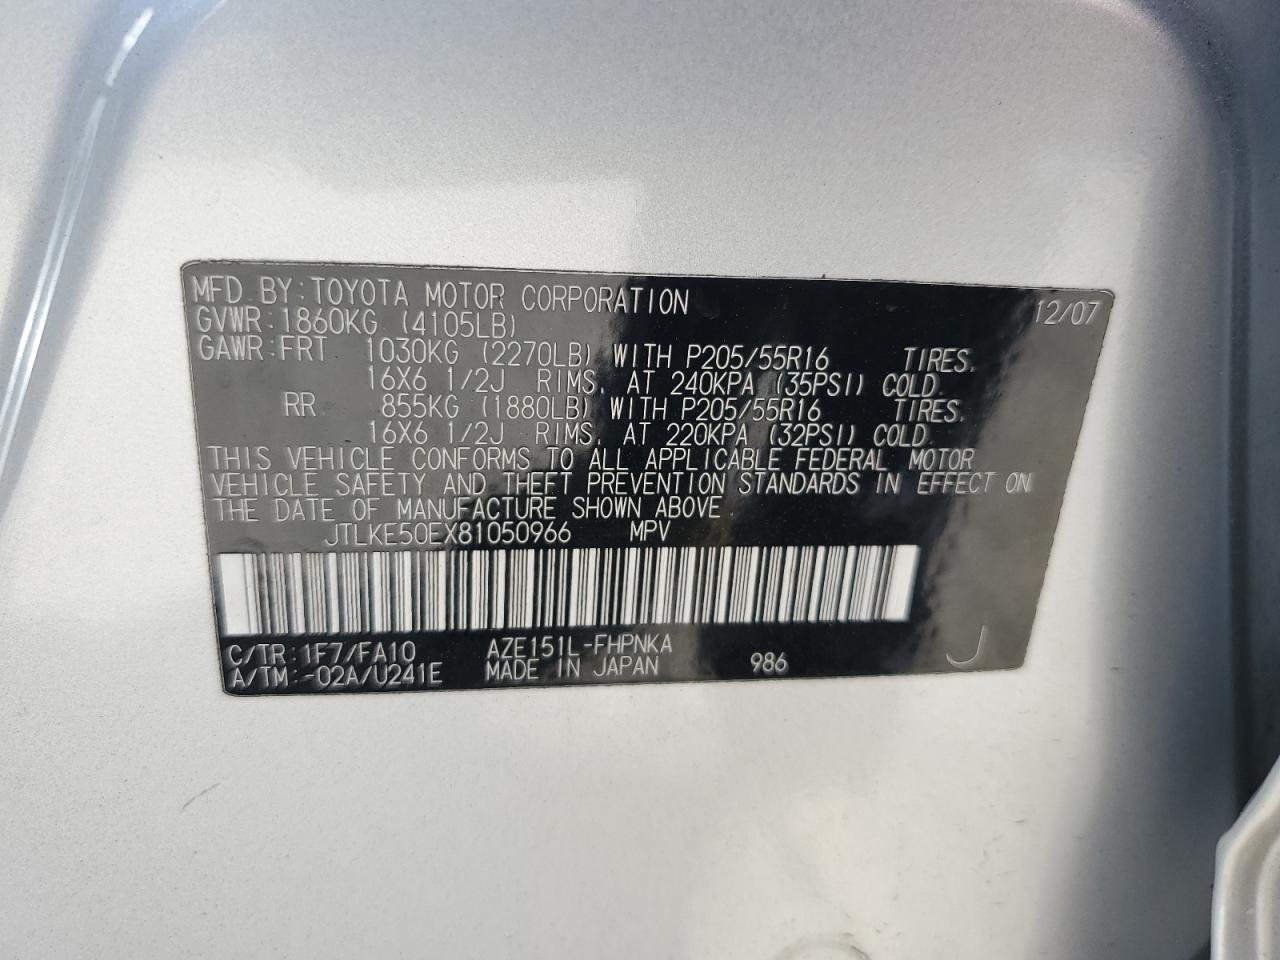 MFD. BY: TOYOTA MOTOR CORPORATION 12/07
GVWR: 1860KG (4105LB)
GAWR: FRT 1030KG (2270LB) WITH P205/55R16 TIRES,
16X6 1/2J RIMS, AT 240KPA (35PSI) COLD.
RR 855KG (1880LB) WITH P205/55R16 TIRES,
16X6 1/2J RIMS, AT 220KPA (32PSI) COLD.
THIS VEHICLE CONFORMS TO ALL APPLICABLE FEDERAL MOTOR
VEHICLE SAFETY AND THEFT PREVENTION STANDARDS IN EFFECT ON
THE DATE OF MANUFACTURE SHOWN ABOVE.
JTLKE50EX81050966 MPV
C/TR: 1F7/FA10 AZE151L-FHPNKA
A/TM: -02A/U241E MADE IN JAPAN 986 J